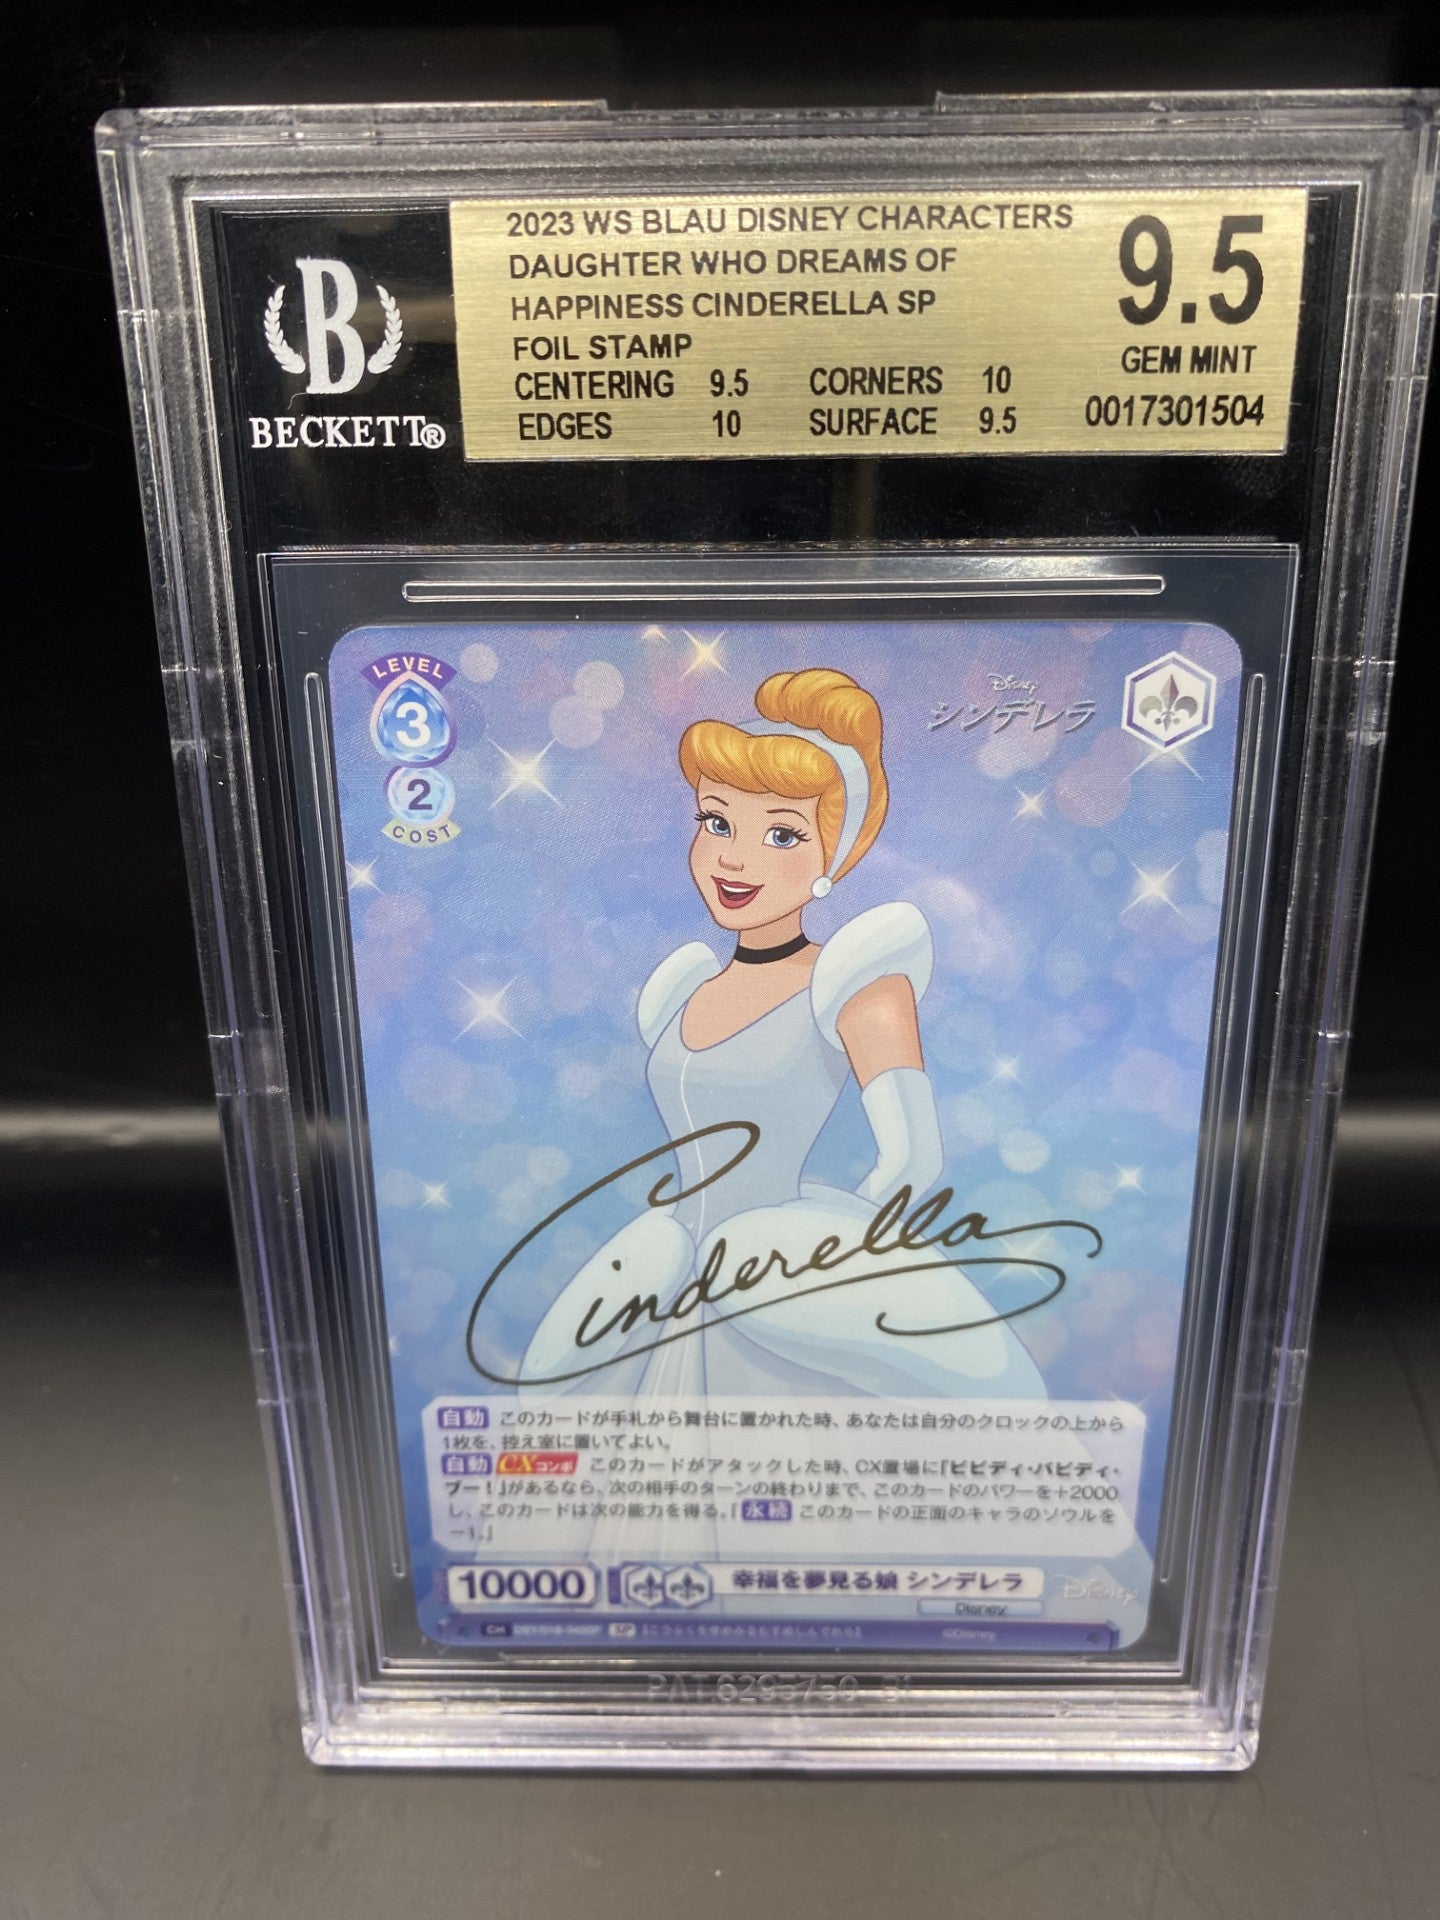 2023 WS BLAU DISNEY CHARACTERS
DAUGHTER WHO DREAMS OF
HAPPINESS CINDERELLA SP
FOIL STAMP
CENTERING 9.5 CORNERS 10
EDGES 10 SURFACE 9.5
9.5
GEM MINT
0017301504
B
BECKETT®
LEVEL
3
2
COST
Disney
シンデレラ
Cinderella
自動 このカードが手札から舞台に置かれた時、あなたは自分のクロックの上から
1枚を、控え室に置いてよい。
自動 CXコンボ このカードがアタックした時、CX置場に「ビビディ・バビディ・
ブー！」があるなら、次の相手のターンの終わりまで、このカードのパワーを＋2000
し、このカードは次の能力を得る。『永続 このカードの正面のキャラのソウルを
－1。』
10000
幸福を夢見る娘 シンデレラ
Disney
Disney
SP
©Disney
PAT.6293750